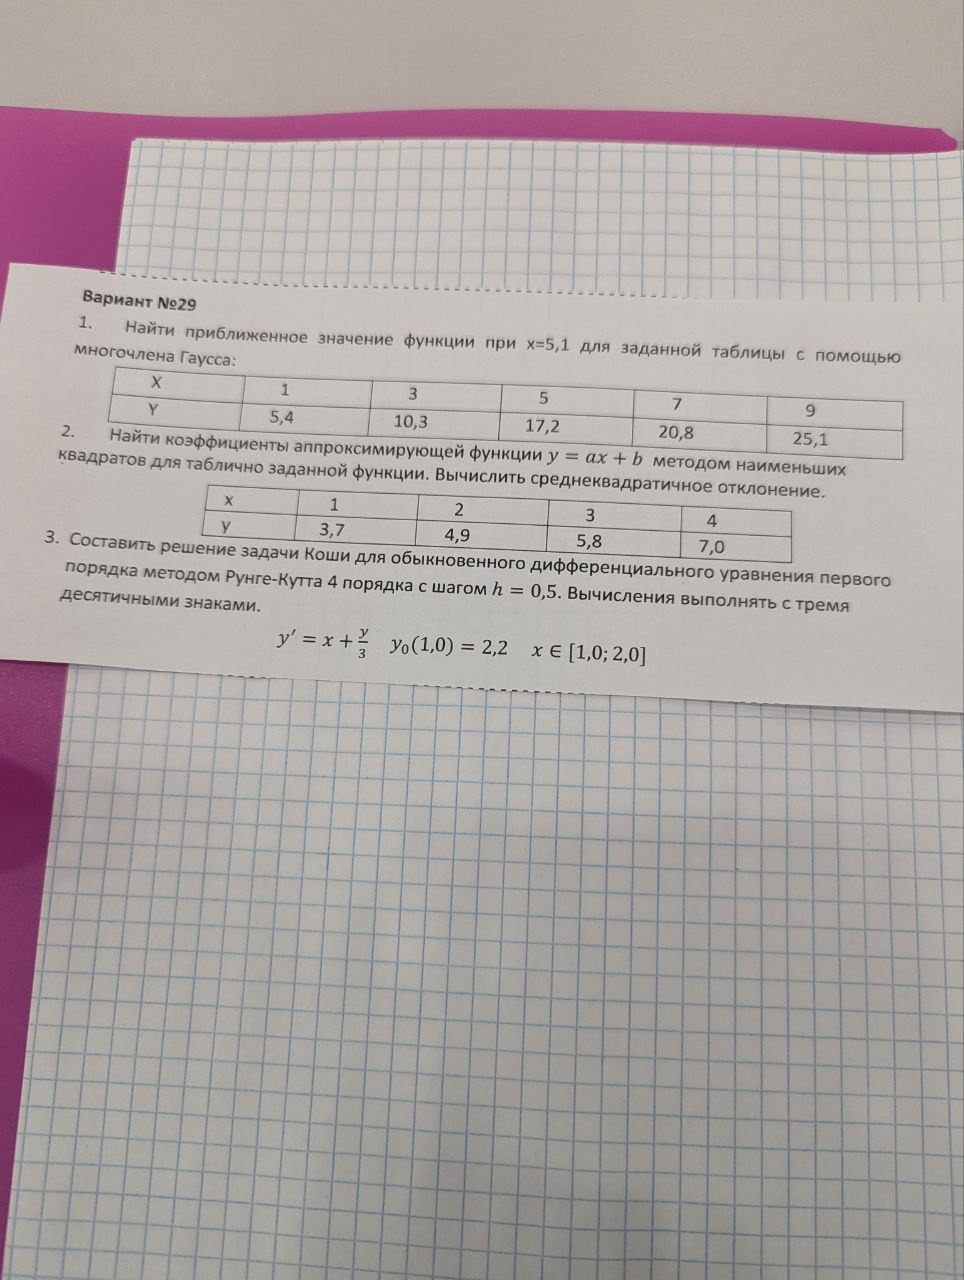 Вариант №29
1. Найти приближенное значение функции при х=5,1 для заданной таблицы с помощью
многочлена Гаусса:
X 1 3 5 7 9
Y 5,4 10,3 17,2 20,8 25,1
2. Найти коэффициенты аппроксимирующей функции y = ax + b методом наименьших
квадратов для таблично заданной функции. Вычислить среднеквадратичное отклонение.
x 1 2 3 4
y 3,7 4,9 5,8 7,0
3. Составить решение задачи Коши для обыкновенного дифференциального уравнения первого
порядка методом Рунге-Кутта 4 порядка с шагом h = 0,5. Вычисления выполнять с тремя
десятичными знаками.
y′ = x + y/3 y₀(1,0) = 2,2 x ∈ [1,0; 2,0]